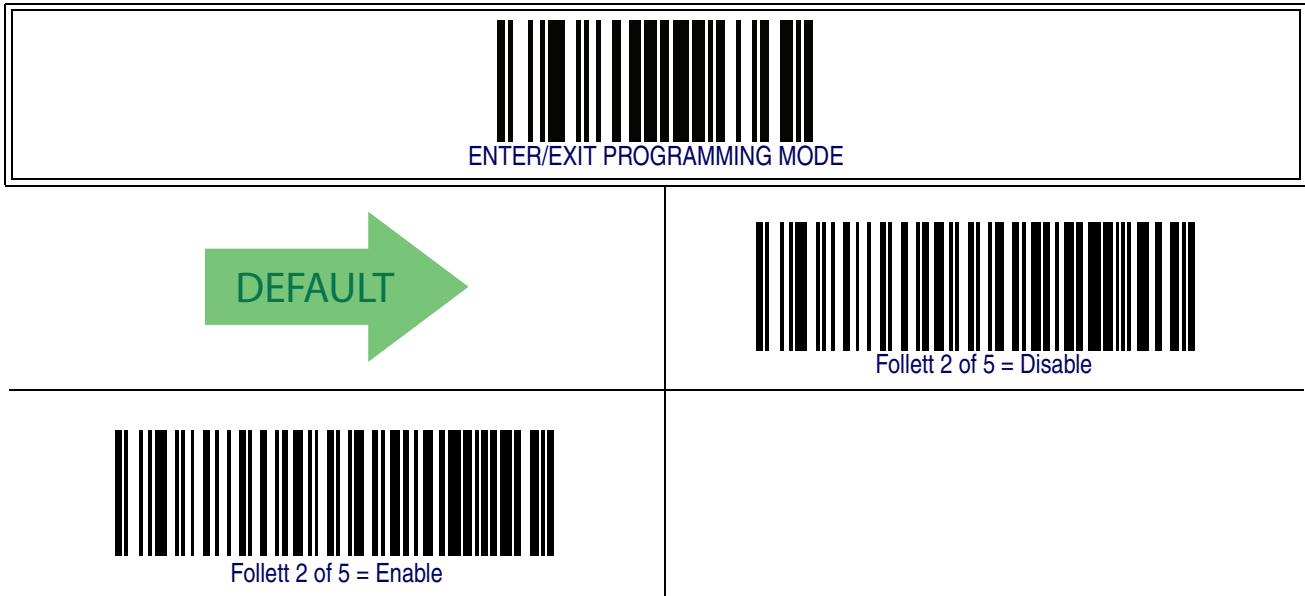 ENTER/EXIT PROGRAMMING MODE
DEFAULT
Follett 2 of 5 = Disable
Follett 2 of 5 = Enable